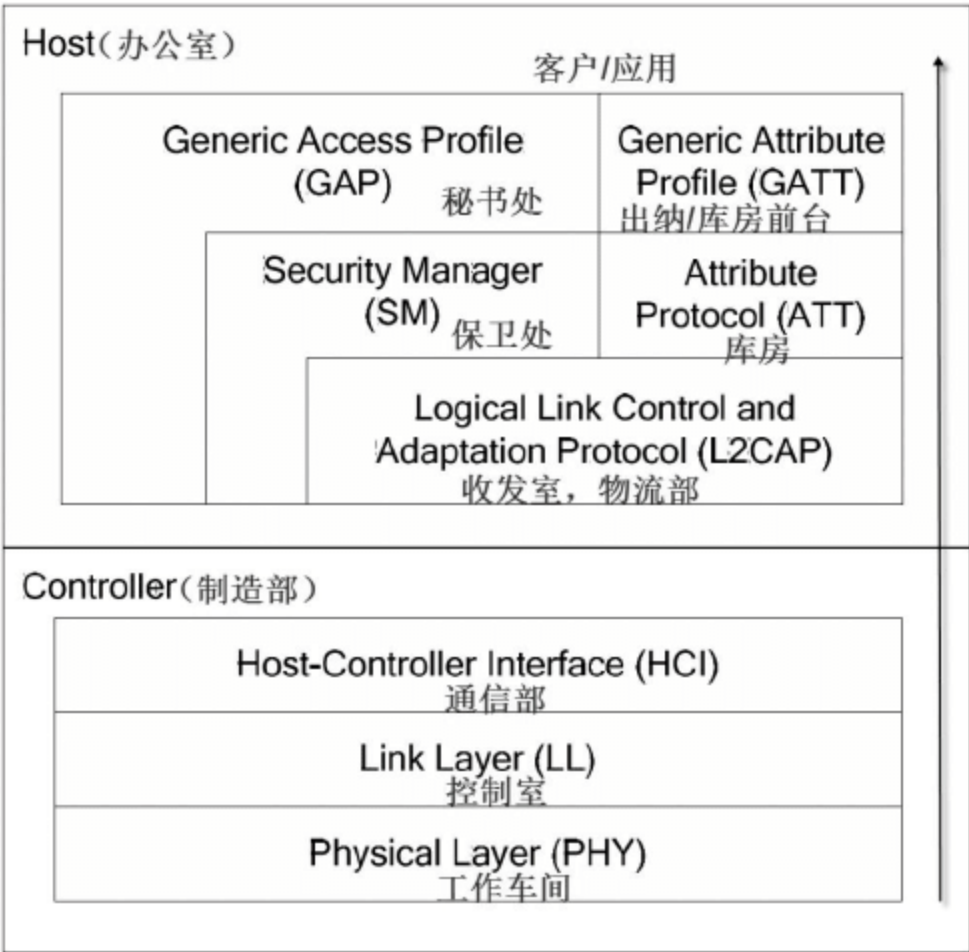 Host(办公室)
客户/应用
Generic Access Profile
(GAP)
秘书处
Generic Attribute
Profile (GATT)
出纳/库房前台
Security Manager
(SM)
保卫处
Attribute
Protocol (ATT)
库房
Logical Link Control and
Adaptation Protocol (L2CAP)
收发室，物流部
Controller(制造部)
Host-Controller Interface (HCI)
通信部
Link Layer (LL)
控制室
Physical Layer (PHY)
工作车间